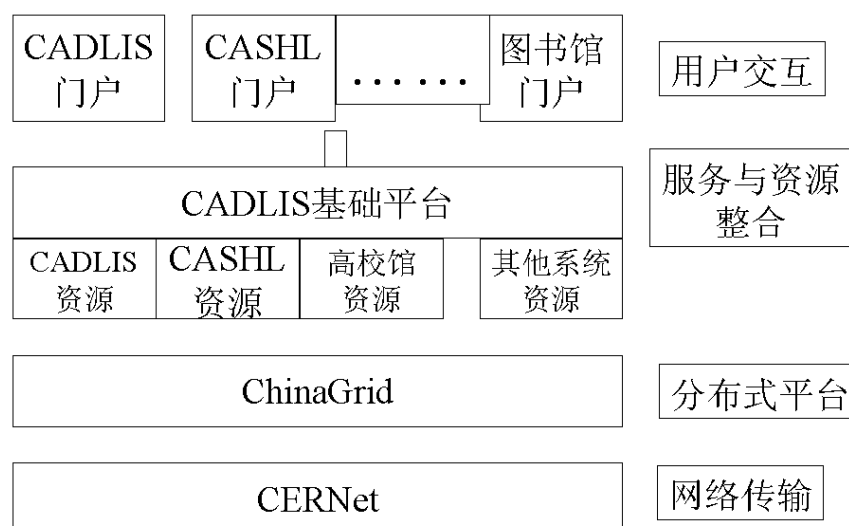 CADLIS
门户
CASHL
门户
……
图书馆
门户
用户交互
CADLIS基础平台
服务与资源
整合
CADLIS
资源
CASHL
资源
高校馆
资源
其他系统
资源
ChinaGrid
分布式平台
CERNet
网络传输